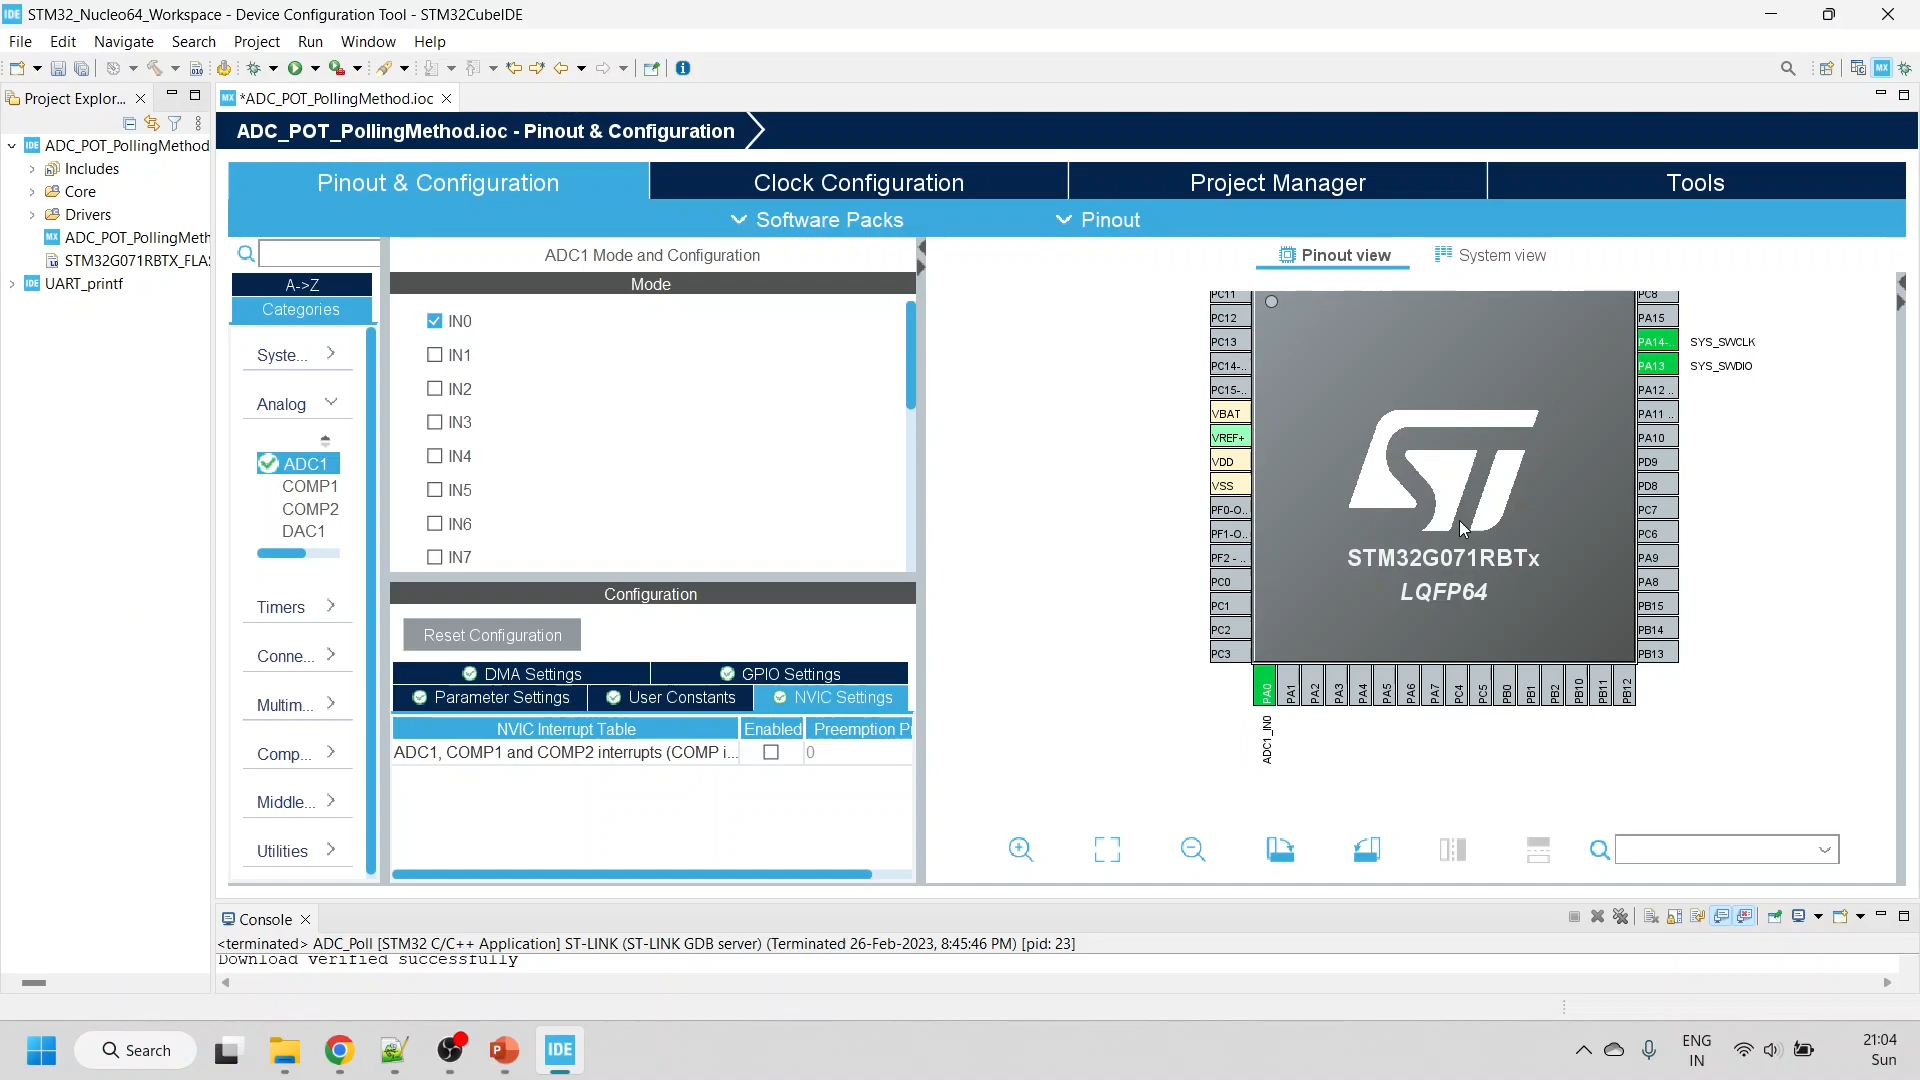 STM32_Nucleo64_Workspace - Device Configuration Tool - STM32CubeIDE
File Edit Navigate Search Project Run Window Help
Project Explor...
*ADC_POT_PollingMethod.ioc
ADC_POT_PollingMethod.ioc - Pinout & Configuration
ADC_POT_PollingMethod
Includes
Core
Drivers
ADC_POT_PollingMeth
STM32G071RBTX_FLA
UART_printf
Pinout & Configuration
Clock Configuration
Project Manager
Tools
Software Packs
Pinout
A->Z
Categories
Syste...
Analog
ADC1
COMP1
COMP2
DAC1
Timers
Conne...
Multim...
Comp...
Middle...
Utilities
ADC1 Mode and Configuration
Mode
IN0
IN1
IN2
IN3
IN4
IN5
IN6
IN7
Configuration
Reset Configuration
DMA Settings
GPIO Settings
Parameter Settings
User Constants
NVIC Settings
NVIC Interrupt Table Enabled Preemption P
ADC1, COMP1 and COMP2 interrupts (COMP i... 0
Pinout view
System view
PC11
PC12
PC13
PC14-..
PC15-..
VBAT
VREF+
VDD
VSS
PF0-O..
PF1-O..
PF2 - ..
PC0
PC1
PC2
PC3
STM32G071RBTx
LQFP64
PC8
PA15
PA14-.. SYS_SWCLK
PA13 SYS_SWDIO
PA12 ..
PA11 ..
PA10
PD9
PD8
PC7
PC6
PA9
PA8
PB15
PB14
PB13
PA0 PA1 PA2 PA3 PA4 PA5 PA6 PA7 PC4 PC5 PB0 PB1 PB2 PB10 PB11 PB12
ADC1_IN0
Console
<terminated> ADC_Poll [STM32 C/C++ Application] ST-LINK (ST-LINK GDB server) (Terminated 26-Feb-2023, 8:45:46 PM) [pid: 23]
Download verified successfully
Search
IDE
ENG
IN
21:04
Sun